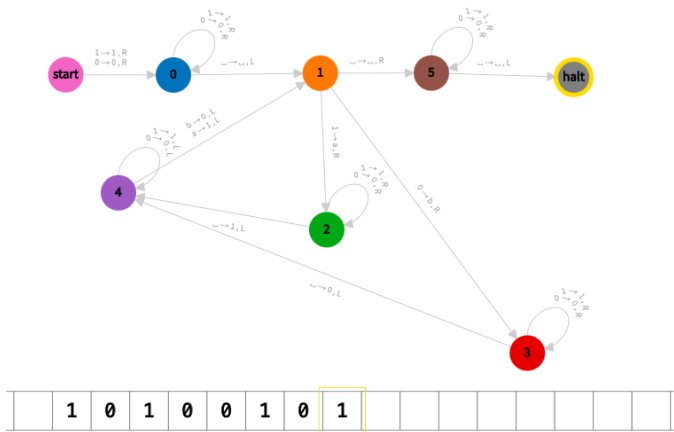 1→1,R
0→0,R
start
0
1→1,R
0→0,R
␣→␣,L
1
␣→␣,R
5
1→1,R
0→0,R
␣→␣,L
halt
b→0,L
a→1,L
4
1→1,L
0→0,L
1→a,R
0→b,R
2
1→1,R
0→0,R
␣→1,L
␣→0,L
3
1→1,R
0→0,R
1 0 1 0 0 1 0 1